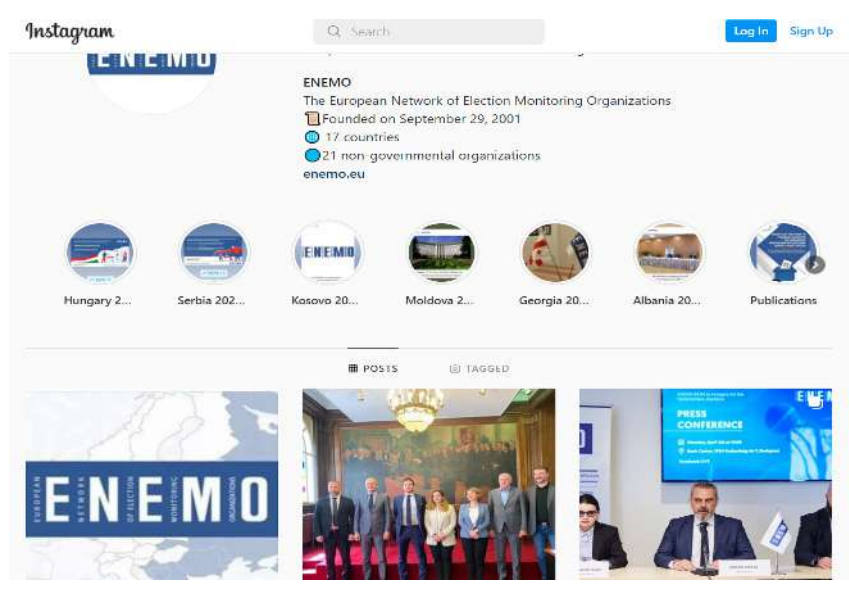 Instagram
Search
Log In
Sign Up
ENEMO
ENEMO
The European Network of Election Monitoring Organizations
Founded on September 29, 2001
17 countries
21 non-governmental organizations
enemo.eu
ENEMO
Hungary 2...
Serbia 202...
Kosovo 20...
Moldova 2...
Georgia 20...
Albania 20...
Publications
POSTS
TAGGED
EUROPEAN
NETWORK
OF ELECTION
MONITORING
ORGANIZATIONS
ENEMO
PRESS
CONFERENCE